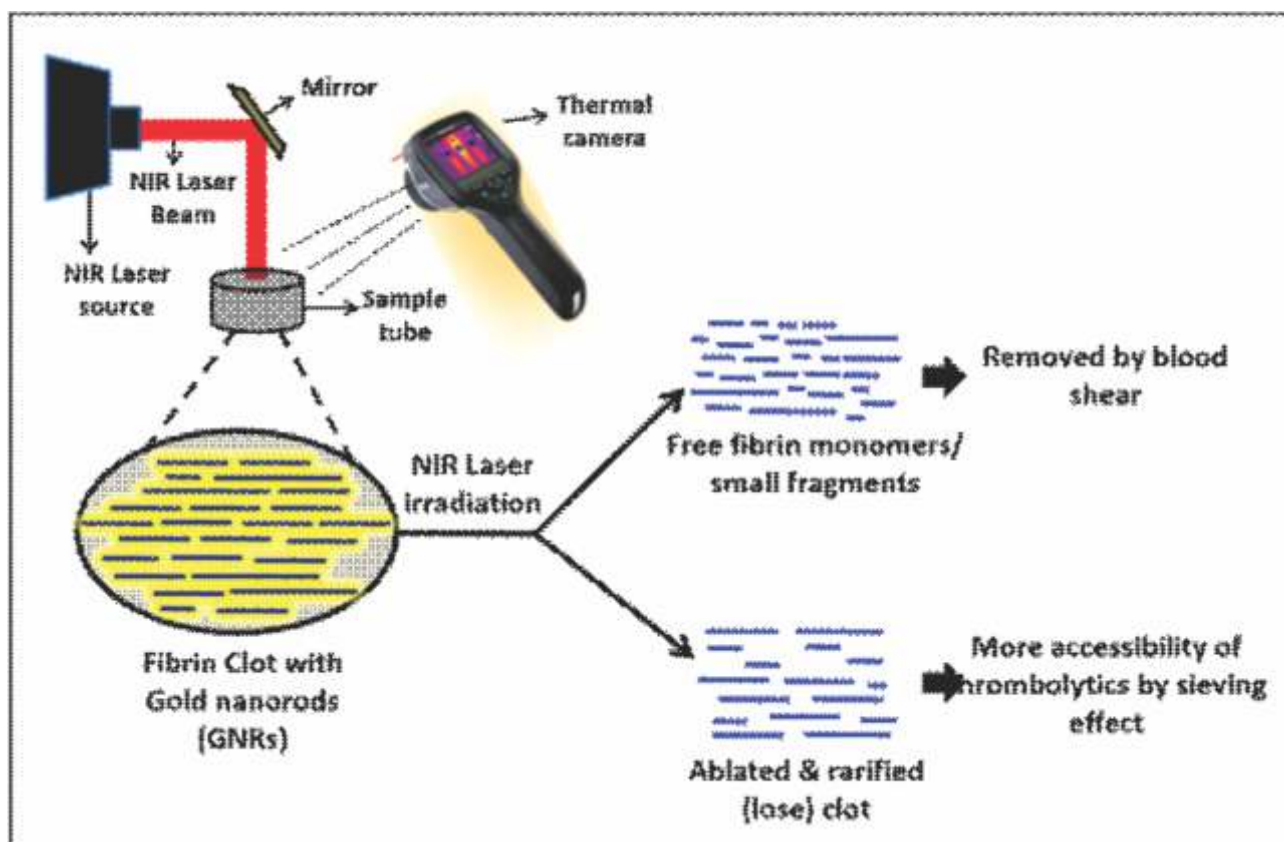 Mirror
Thermal
camera
NIR Laser
Beam
NIR Laser
source
Sample
tube
NIR Laser
irradiation
Fibrin Clot with
Gold nanorods
(GNRs)
Free fibrin monomers/
small fragments
Removed by blood
shear
Ablated & rarified
(lose) clot
More accessibility of
hrombolytics by sieving
effect